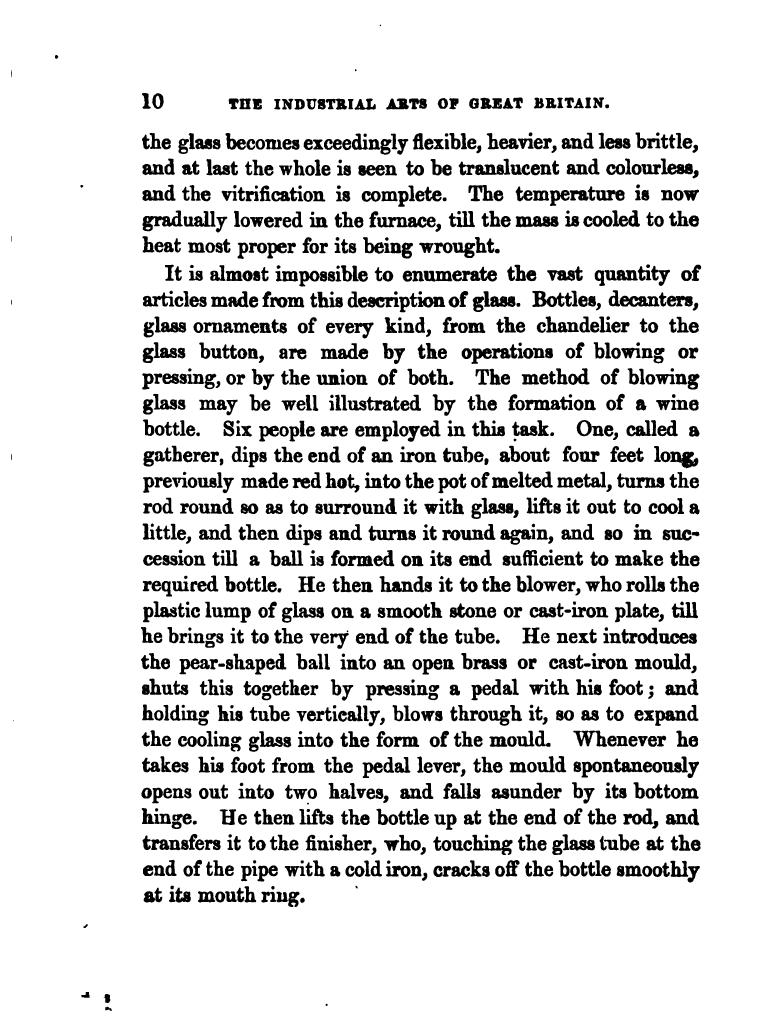 10 THE INDUSTRIAL ARTS OF GREAT BRITAIN.
the glass becomes exceedingly flexible, heavier, and less brittle,
and at last the whole is seen to be translucent and colourless,
and the vitrification is complete. The temperature is now
gradually lowered in the furnace, till the mass is cooled to the
heat most proper for its being wrought.
It is almost impossible to enumerate the vast quantity of
articles made from this description of glass. Bottles, decanters,
glass ornaments of every kind, from the chandelier to the
glass button, are made by the operations of blowing or
pressing, or by the union of both. The method of blowing
glass may be well illustrated by the formation of a wine
bottle. Six people are employed in this task. One, called a
gatherer, dips the end of an iron tube, about four feet long,
previously made red hot, into the pot of melted metal, turns the
rod round so as to surround it with glass, lifts it out to cool a
little, and then dips and turns it round again, and so in suc-
cession till a ball is formed on its end sufficient to make the
required bottle. He then hands it to the blower, who rolls the
plastic lump of glass on a smooth stone or cast-iron plate, till
he brings it to the very end of the tube. He next introduces
the pear-shaped ball into an open brass or cast-iron mould,
shuts this together by pressing a pedal with his foot; and
holding his tube vertically, blows through it, so as to expand
the cooling glass into the form of the mould. Whenever he
takes his foot from the pedal lever, the mould spontaneously
opens out into two halves, and falls asunder by its bottom
hinge. He then lifts the bottle up at the end of the rod, and
transfers it to the finisher, who, touching the glass tube at the
end of the pipe with a cold iron, cracks off the bottle smoothly
at its mouth ring.